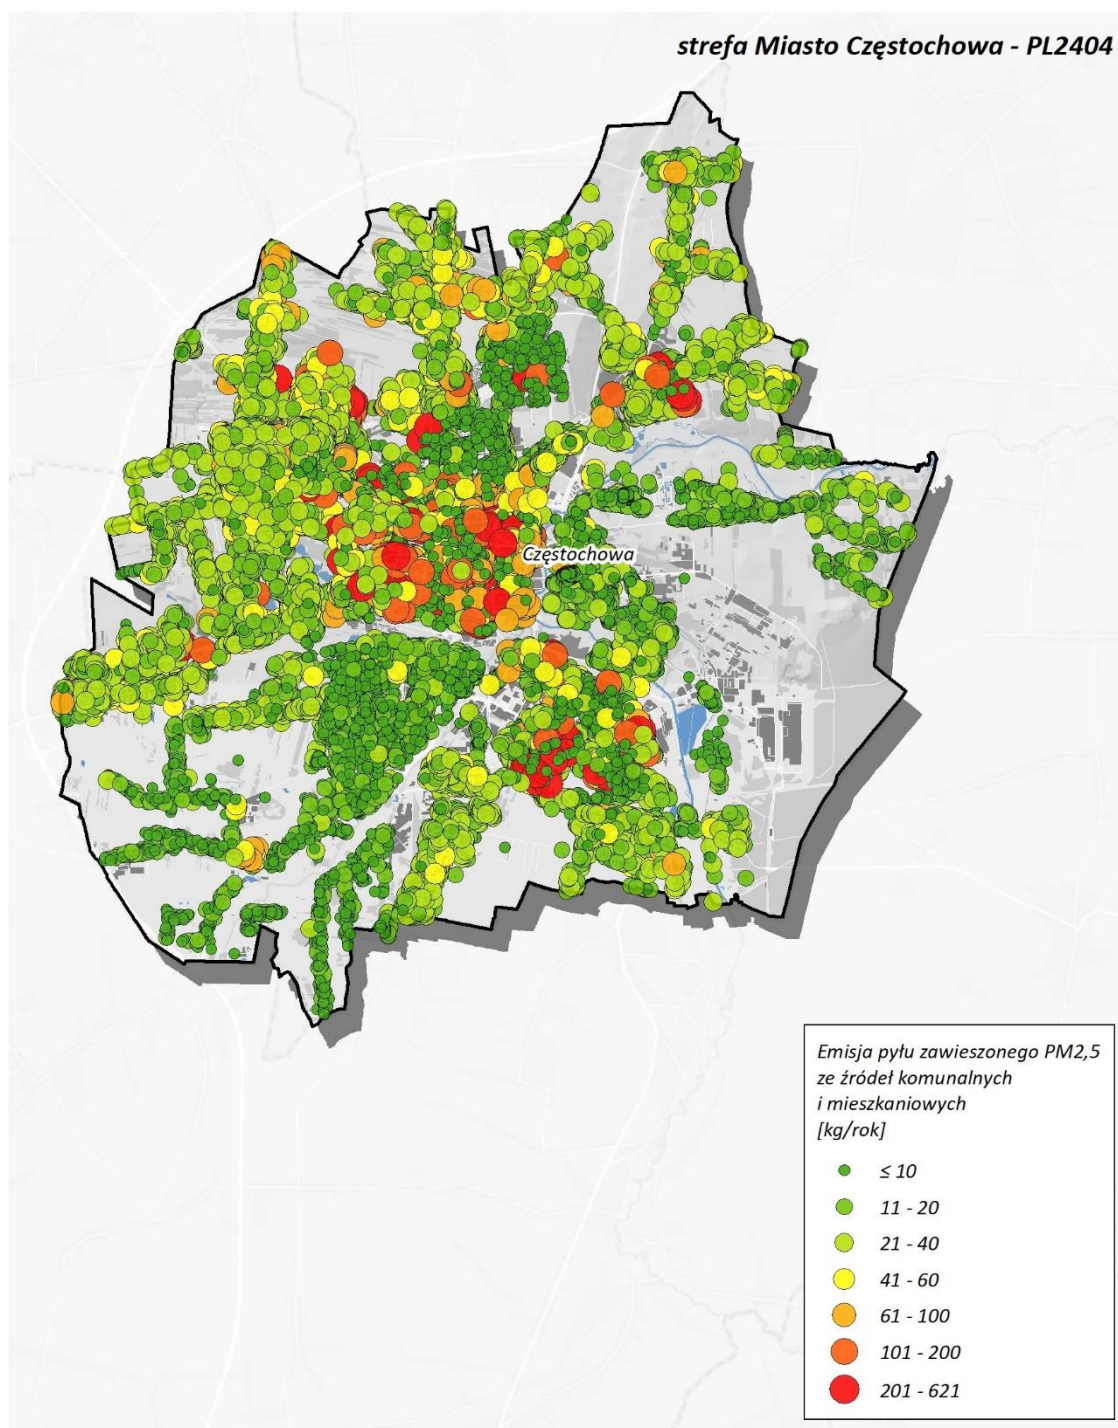 strefa Miasto Częstochowa - PL2404
Częstochowa
Emisja pyłu zawieszonego PM2,5
ze źródeł komunalnych
i mieszkaniowych
[kg/rok]
≤ 10
11 - 20
21 - 40
41 - 60
61 - 100
101 - 200
201 - 621